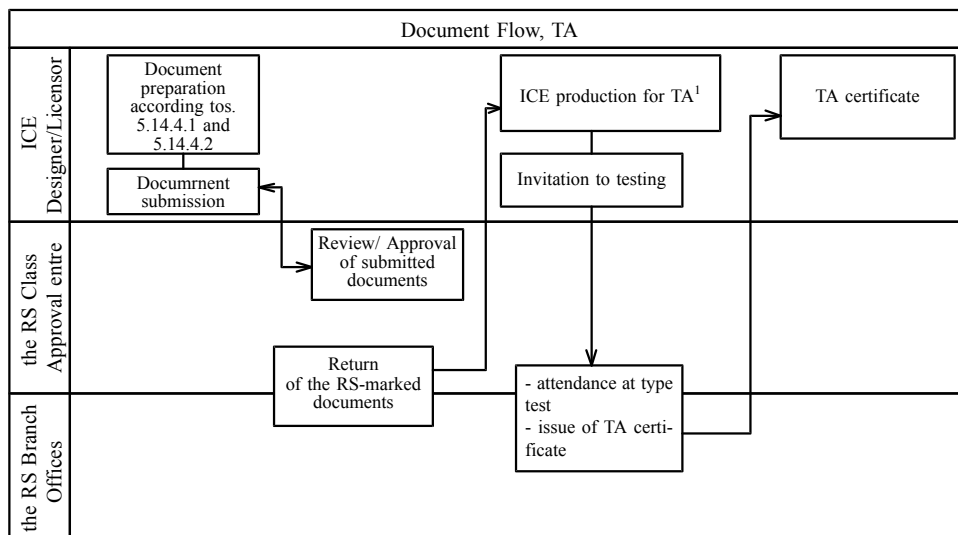 Document Flow, TA
ICE
Designer/Licensor
Document
preparation
according tos.
5.14.4.1 and
5.14.4.2
Documrnent
submission
ICE production for TA¹
Invitation to testing
TA certificate
the RS Class
Approval entre
Review/ Approval
of submitted
documents
Return
of the RS-marked
documents
the RS Branch
Offices
- attendance at type
test
- issue of TA certi-
ficate